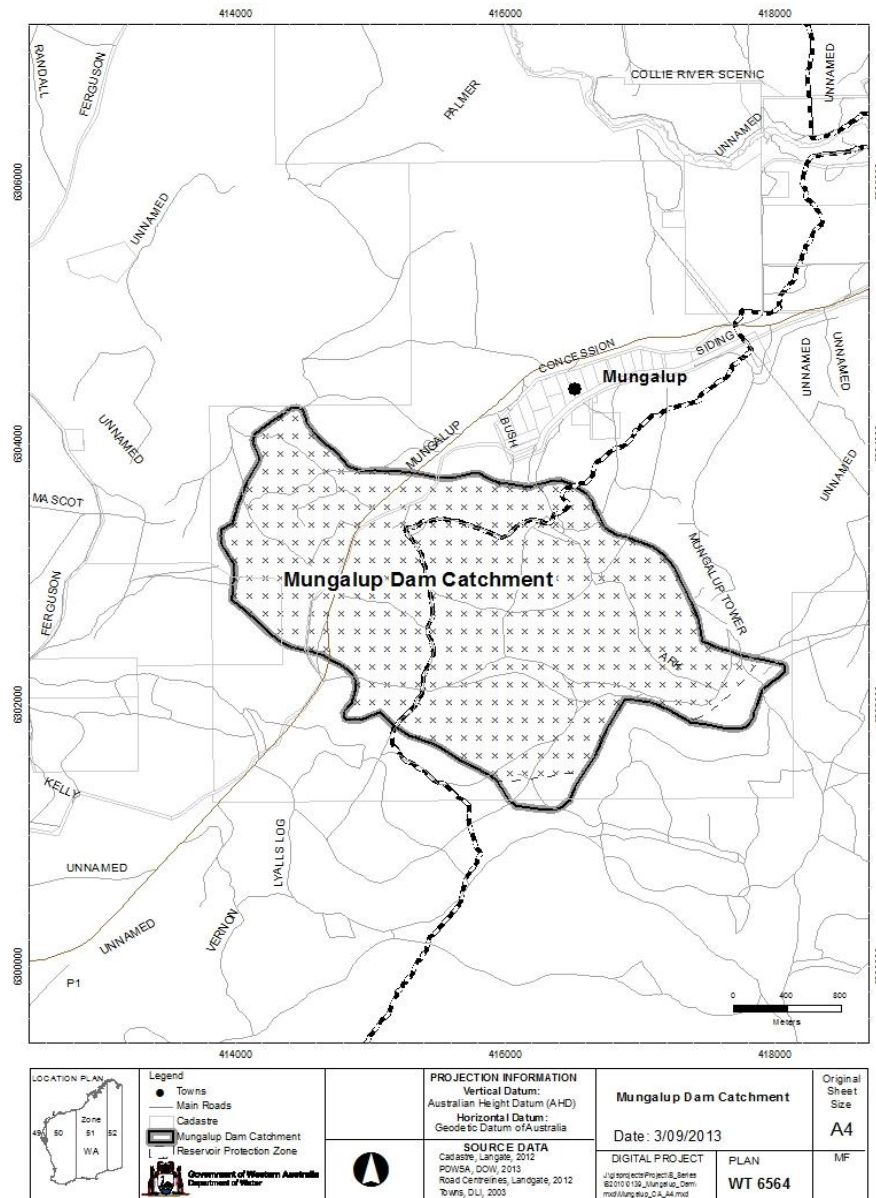 414000
416000
418000
RANDALL
FERGUSON
PALMER
COLLIE RIVER SCENIC
UNNAMED
UNNAMED
6306000
UNNAMED
CONCESSION
SIDING
UNNAMED
UNNAMED
Mungalup
6304000
UNNAMED
MUNGALUP
BUSH
UNNAMED
MASCOT
MUNGALUP TOWER
Mungalup Dam Catchment
FERGUSON
ARK
6302000
KELLY
LYALLS LOG
UNNAMED
UNNAMED
VERNON
6300000
P1
0 400 800
Meters
414000
416000
418000
LOCATION PLAN
Zone
49 50 51 52
WA
Legend
Towns
Main Roads
Cadastre
Mungalup Dam Catchment
Reservoir Protection Zone
Government of Western Australia
Department of Water
PROJECTION INFORMATION
Vertical Datum:
Australian Height Datum (AHD)
Horizontal Datum:
Geodetic Datum of Australia
SOURCE DATA
Cadastre, Langate, 2012
PDWSA, DOW, 2013
Road Centrelines, Landgate, 2012
Towns, DLI, 2003
Mungalup Dam Catchment
Date: 3/09/2013
Original
Sheet
Size
A4
DIGITAL PROJECT
PLAN
WT 6564
MF